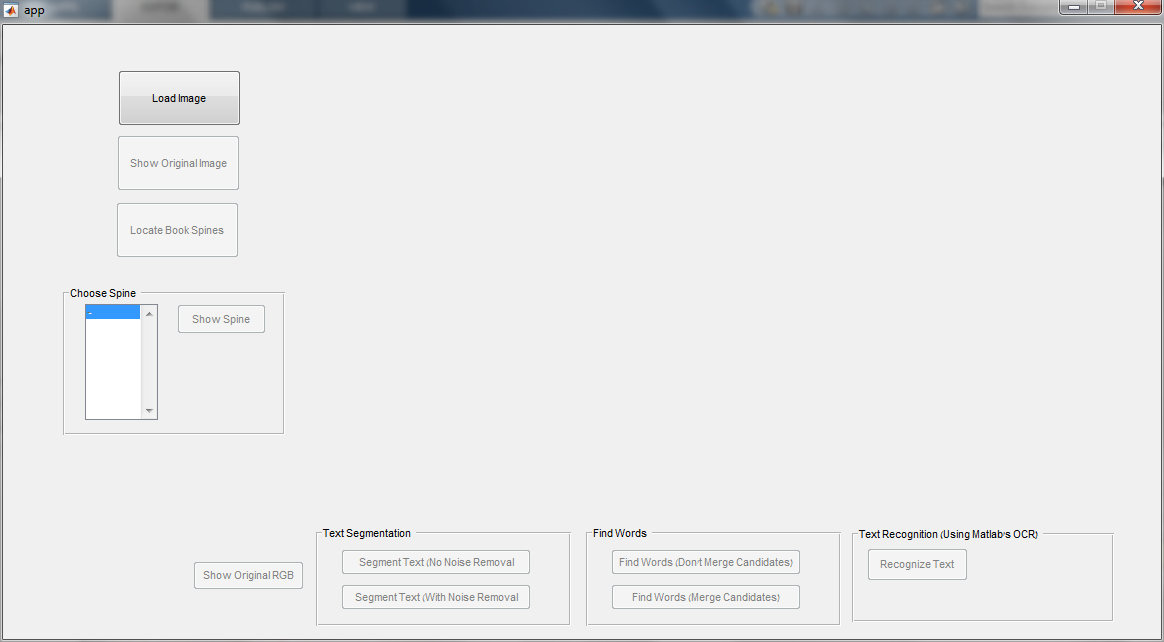 app
Load Image
Show Original Image
Locate Book Spines
Choose Spine
-
Show Spine
Show Original RGB
Text Segmentation
Segment Text (No Noise Removal
Segment Text (With Noise Removal
Find Words
Find Words (Don't Merge Candidates)
Find Words (Merge Candidates)
Text Recognition (Using Matlab's OCR)
Recognize Text